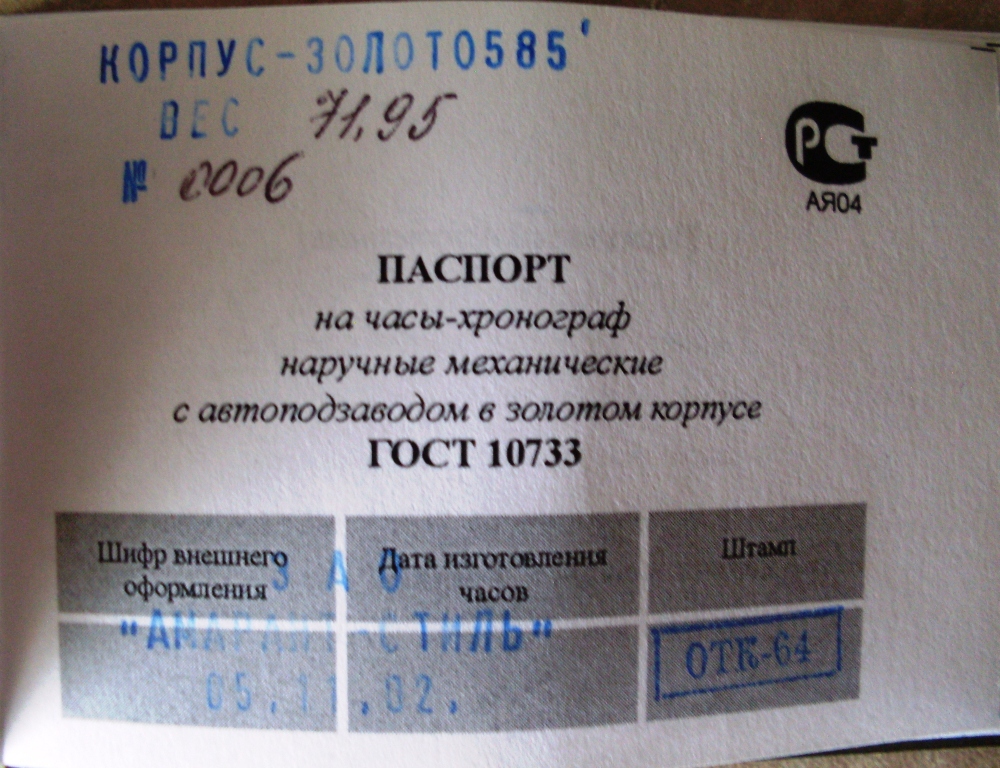 КОРПУС-ЗОЛОТО585'
ВЕС 71,95
№ 0006
РСТ
АЯ04
ПАСПОРТ
на часы-хронограф
наручные механические
с автоподзаводом в золотом корпусе
ГОСТ 10733
Шифр внешнего оформления
Дата изготовления часов
Штамп
ЗАО
"АМАРАНТ-СТИЛЬ"
05.11.02.
ОТК-64